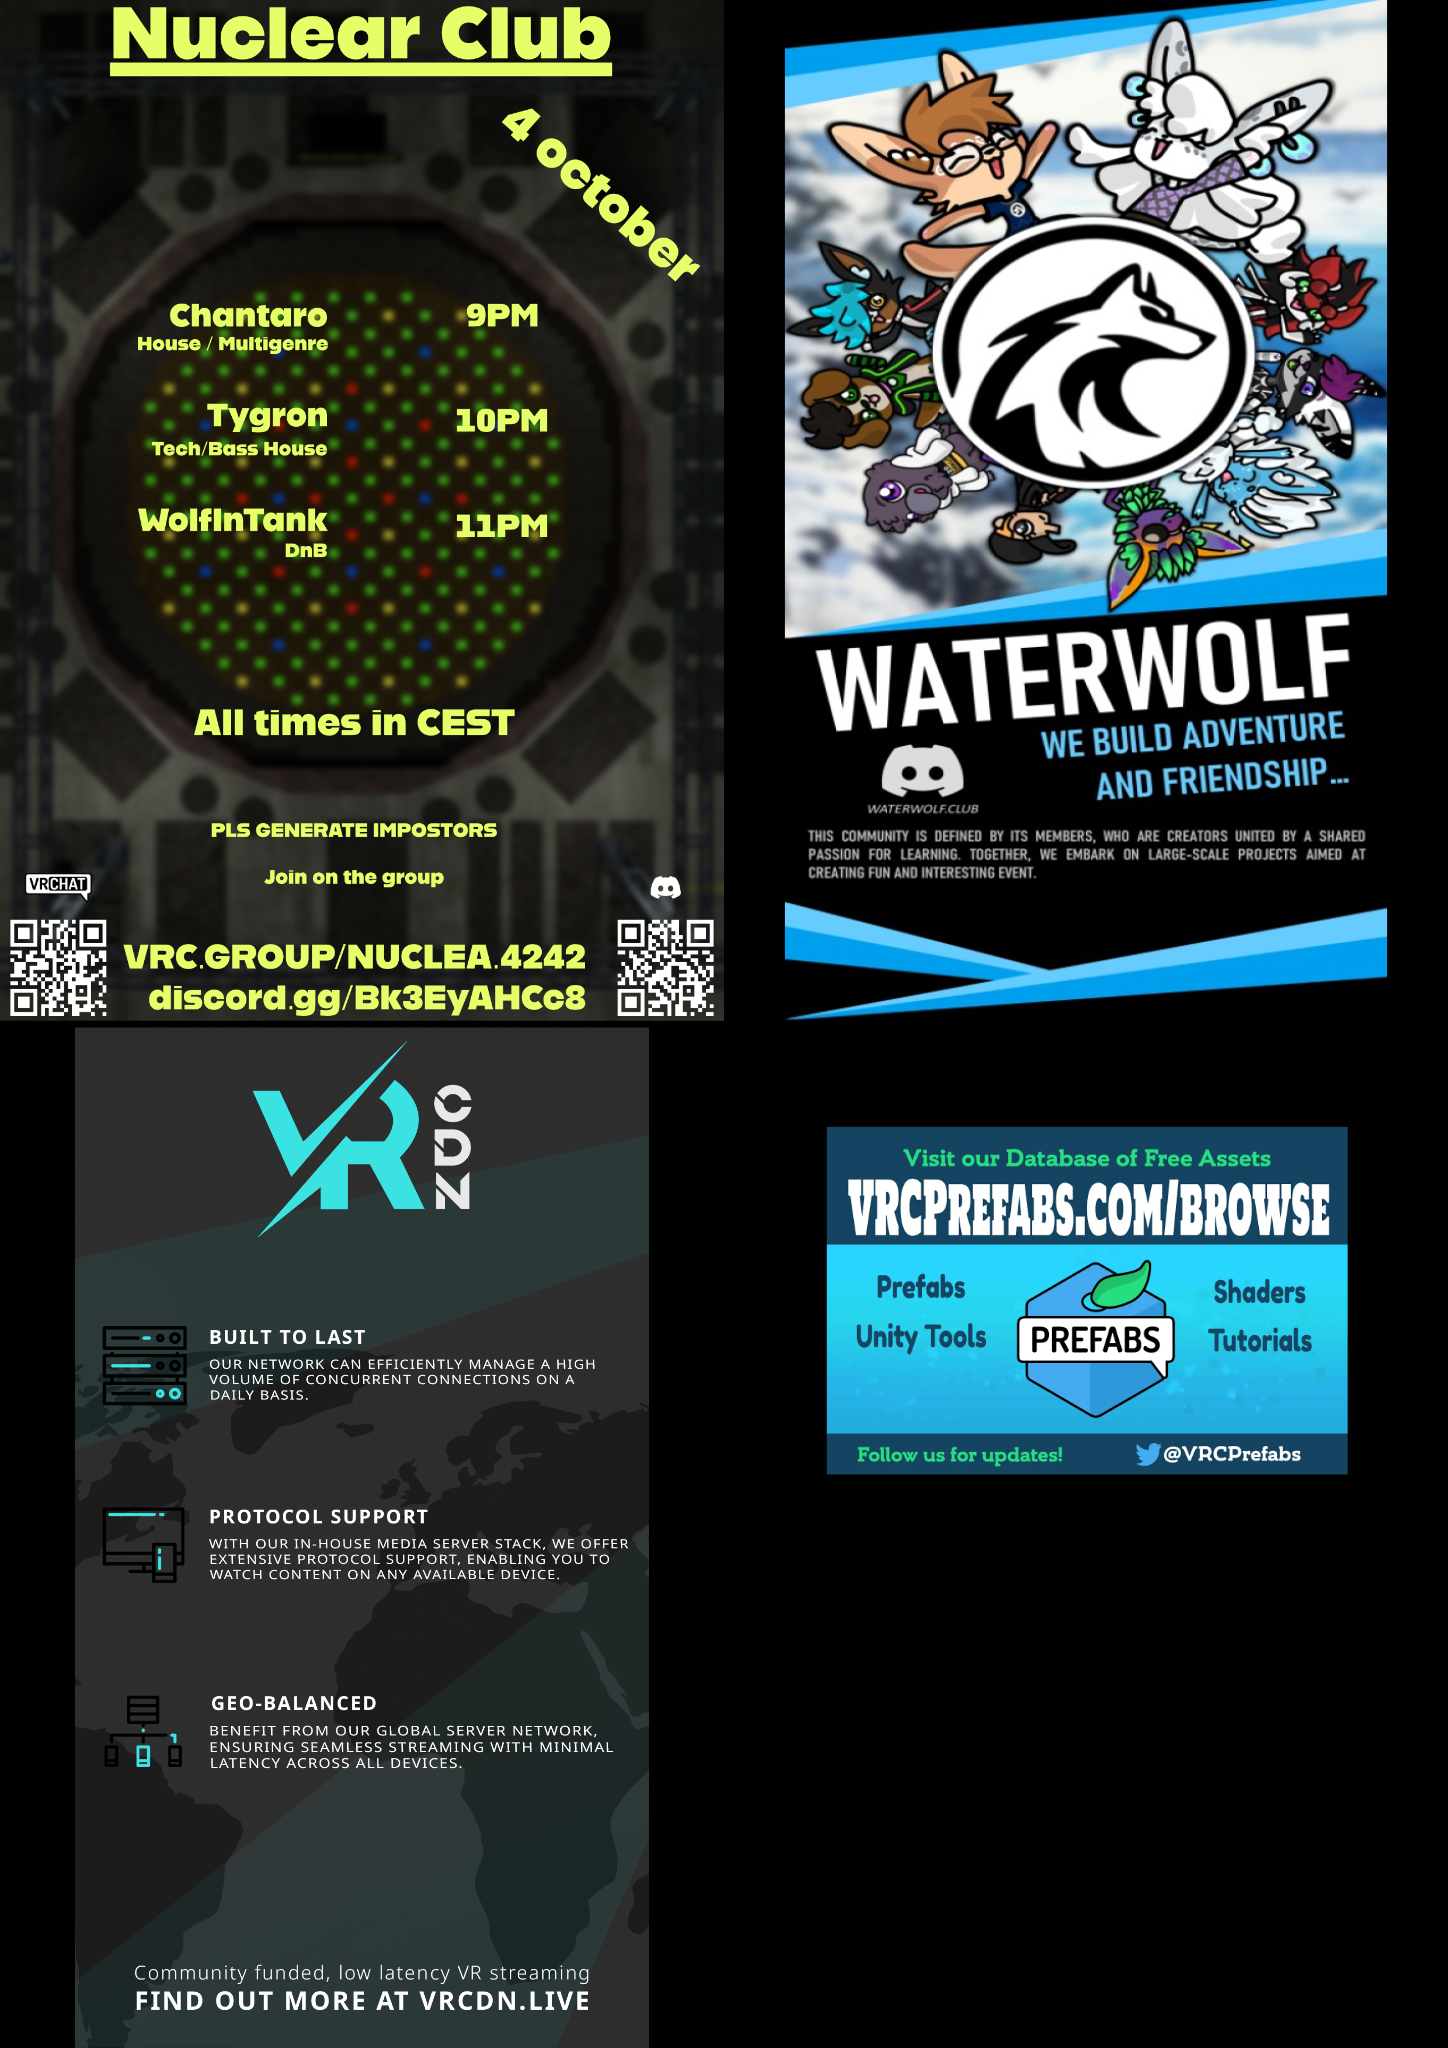 Nuclear Club
4 october
Chantaro 9PM
House / Multigenre
Tygron 10PM
Tech/Bass House
WolfInTank 11PM
DnB
All times in CEST
PLS GENERATE IMPOSTORS
Join on the group
VRCHAT
VRC.GROUP/NUCLEA.4242
discord.gg/Bk3EyAHCc8
WATERWOLF
WE BUILD ADVENTURE
AND FRIENDSHIP...
WATERWOLF.CLUB
THIS COMMUNITY IS DEFINED BY ITS MEMBERS, WHO ARE CREATORS UNITED BY A SHARED
PASSION FOR LEARNING. TOGETHER, WE EMBARK ON LARGE-SCALE PROJECTS AIMED AT
CREATING FUN AND INTERESTING EVENT.
VR CDN
BUILT TO LAST
OUR NETWORK CAN EFFICIENTLY MANAGE A HIGH
VOLUME OF CONCURRENT CONNECTIONS ON A
DAILY BASIS.
PROTOCOL SUPPORT
WITH OUR IN-HOUSE MEDIA SERVER STACK, WE OFFER
EXTENSIVE PROTOCOL SUPPORT, ENABLING YOU TO
WATCH CONTENT ON ANY AVAILABLE DEVICE.
GEO-BALANCED
BENEFIT FROM OUR GLOBAL SERVER NETWORK,
ENSURING SEAMLESS STREAMING WITH MINIMAL
LATENCY ACROSS ALL DEVICES.
Community funded, low latency VR streaming
FIND OUT MORE AT VRCDN.LIVE
Visit our Database of Free Assets
VRCPREFABS.COM/BROWSE
Prefabs
Unity Tools
PREFABS
Shaders
Tutorials
Follow us for updates!
@VRCPrefabs